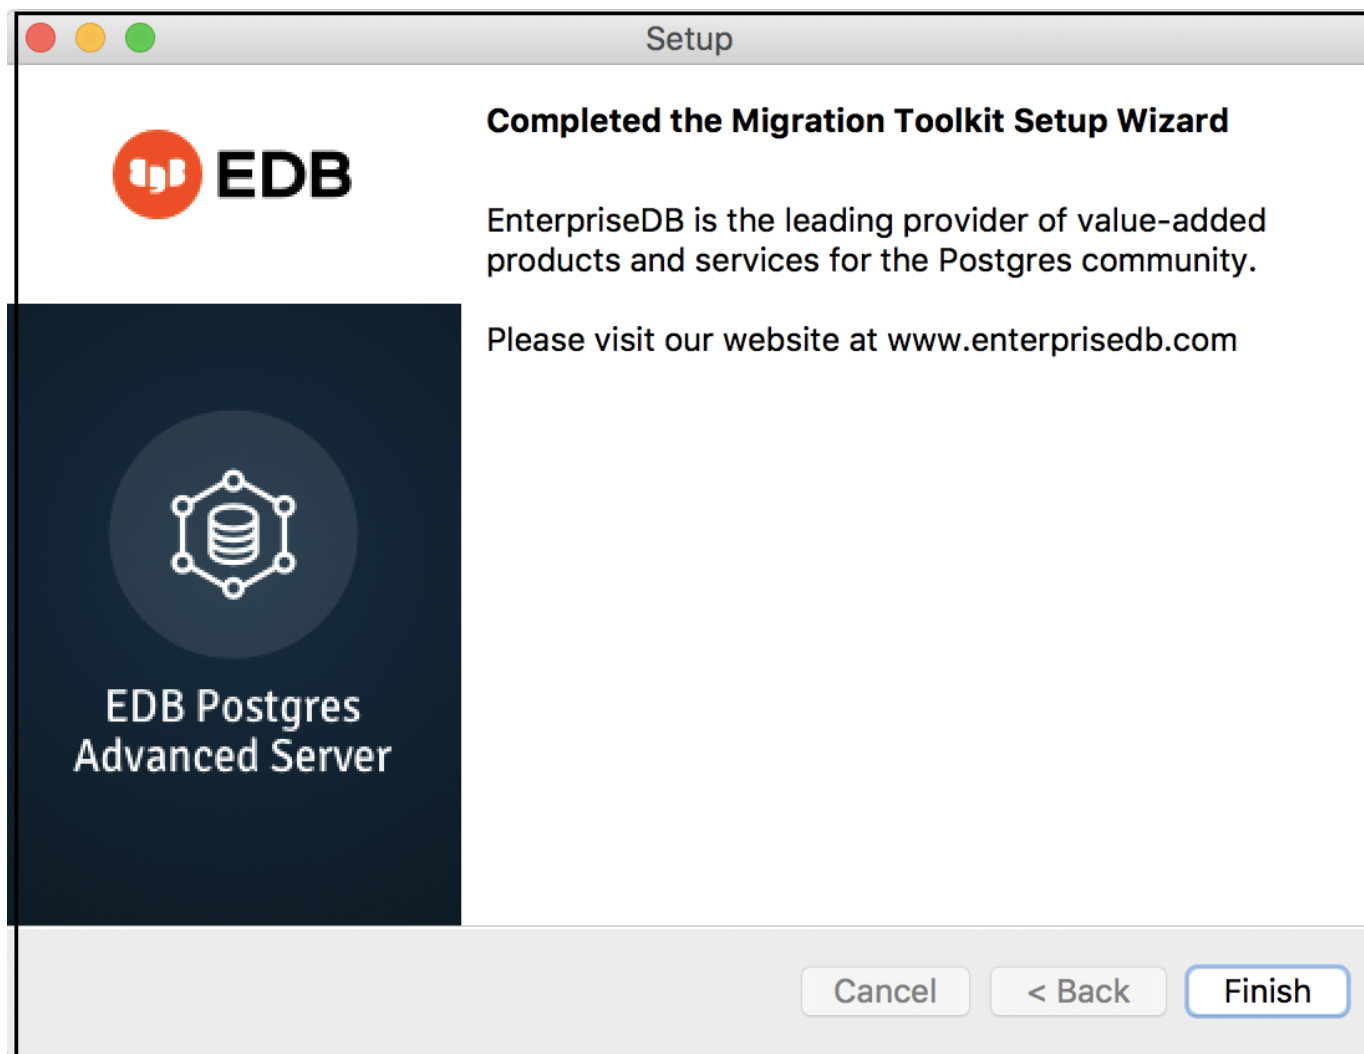 Setup
EDB
Completed the Migration Toolkit Setup Wizard
EnterpriseDB is the leading provider of value-added
products and services for the Postgres community.
Please visit our website at www.enterprisedb.com
EDB Postgres
Advanced Server
Cancel
< Back
Finish